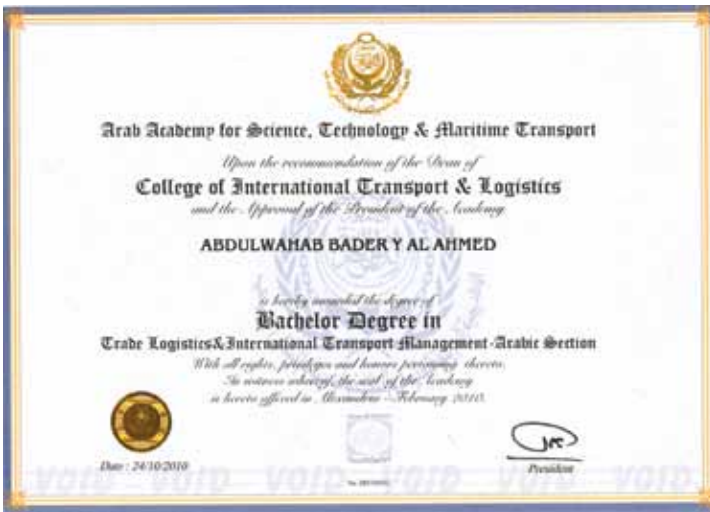 Arab Academy for Science, Technology & Maritime Transport
Upon the recommendation of the Dean of
College of International Transport & Logistics
and the Approval of the President of the Academy
ABDULWAHAB BADER Y AL AHMED
is hereby awarded the degree of
Bachelor Degree in
Trade Logistics&International Transport Management-Arabic Section
With all rights, privileges and honors pertaining thereto.
In witness whereof, the seal of the Academy
is hereto affixed in Alexandria - February 2010.
Date : 24/10/2010
President
VOID VOID VOID VOID VOID VOID